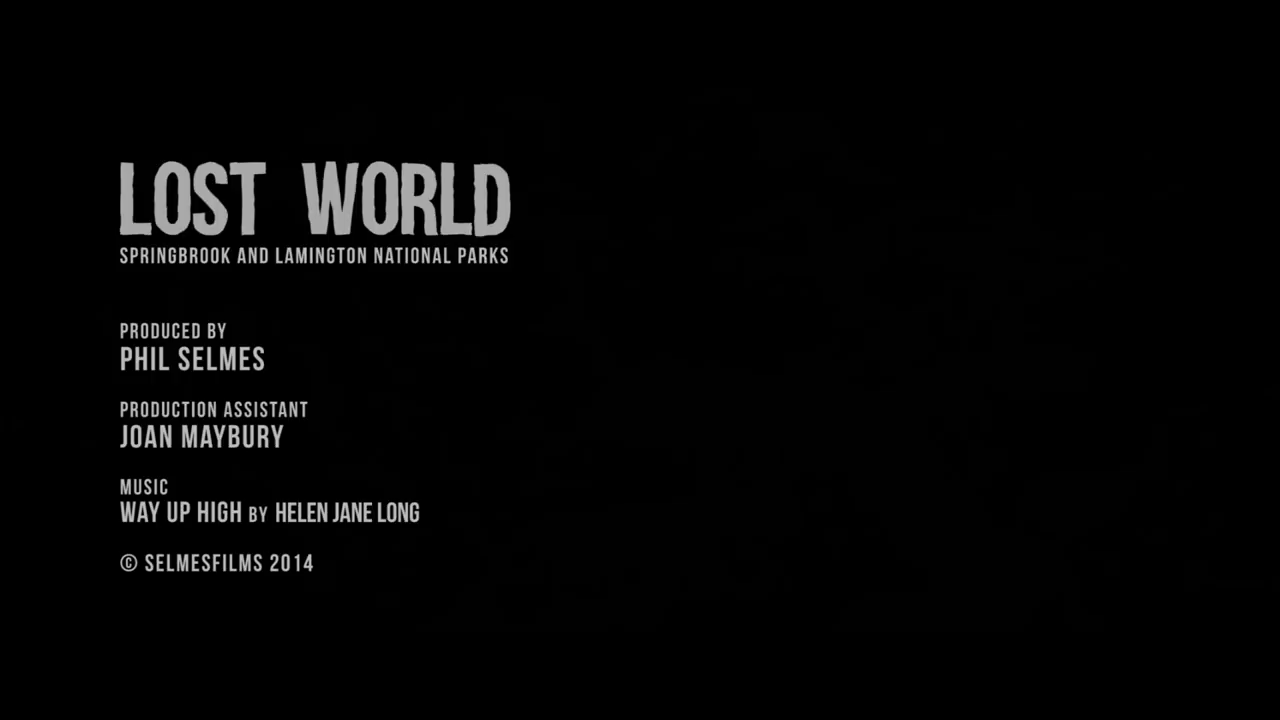 LOST WORLD
SPRINGBROOK AND LAMINGTON NATIONAL PARKS
PRODUCED BY
PHIL SELMES
PRODUCTION ASSISTANT
JOAN MAYBURY
MUSIC
WAY UP HIGH BY HELEN JANE LONG
© SELMESFILMS 2014